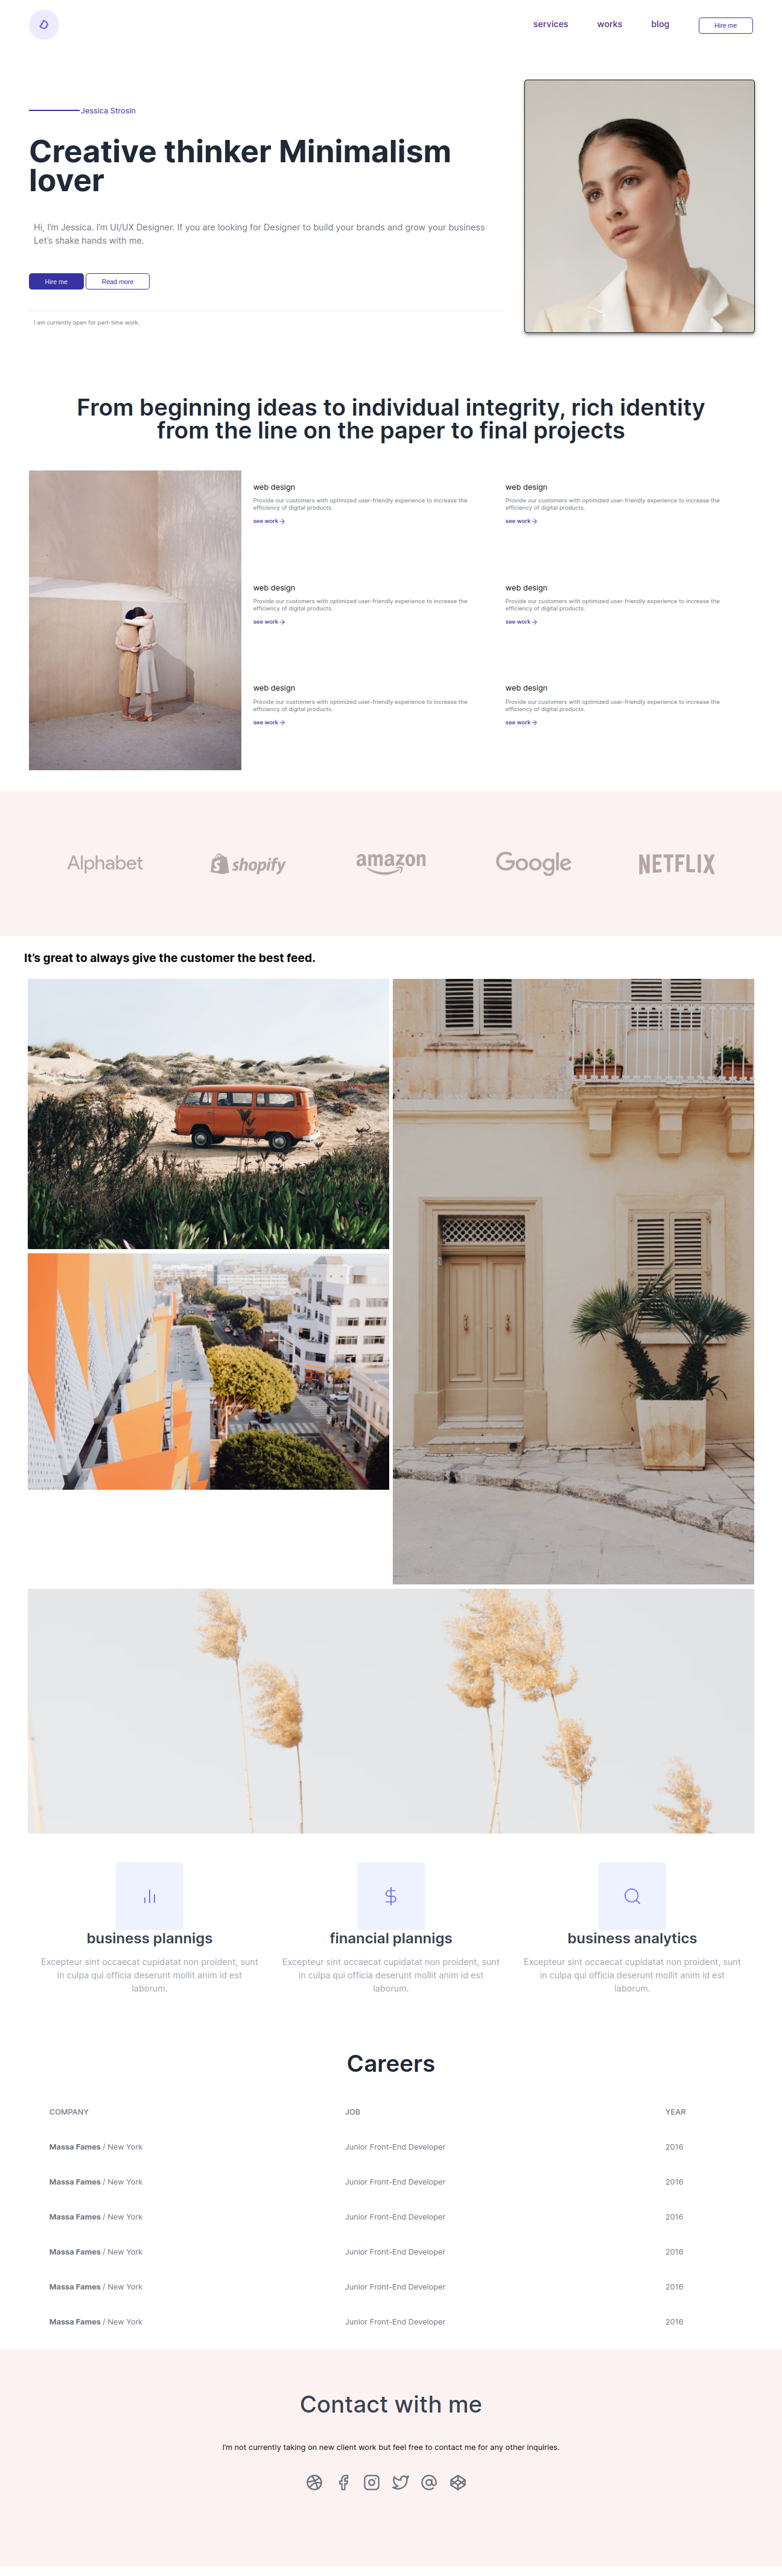 services works blog Hire me
Jessica Strosin
Creative thinker Minimalism
lover
Hi, I'm Jessica. I'm UI/UX Designer. If you are looking for Designer to build your brands and grow your business
Let's shake hands with me.
Hire me Read more
I am currently open for part-time work.
From beginning ideas to individual integrity, rich identity
from the line on the paper to final projects
web design
Provide our customers with optimized user-friendly experience to increase the
efficiency of digital products.
see work
web design
Provide our customers with optimized user-friendly experience to increase the
efficiency of digital products.
see work
web design
Provide our customers with optimized user-friendly experience to increase the
efficiency of digital products.
see work
web design
Provide our customers with optimized user-friendly experience to increase the
efficiency of digital products.
see work
web design
Provide our customers with optimized user-friendly experience to increase the
efficiency of digital products.
see work
web design
Provide our customers with optimized user-friendly experience to increase the
efficiency of digital products.
see work
Alphabet shopify amazon Google NETFLIX
It's great to always give the customer the best feed.
business plannigs
Excepteur sint occaecat cupidatat non proident, sunt
in culpa qui officia deserunt mollit anim id est
laborum.
financial plannigs
Excepteur sint occaecat cupidatat non proident, sunt
in culpa qui officia deserunt mollit anim id est
laborum.
business analytics
Excepteur sint occaecat cupidatat non proident, sunt
in culpa qui officia deserunt mollit anim id est
laborum.
Careers
COMPANY JOB YEAR
Massa Fames / New York Junior Front-End Developer 2016
Massa Fames / New York Junior Front-End Developer 2016
Massa Fames / New York Junior Front-End Developer 2016
Massa Fames / New York Junior Front-End Developer 2016
Massa Fames / New York Junior Front-End Developer 2016
Massa Fames / New York Junior Front-End Developer 2016
Contact with me
I'm not currently taking on new client work but feel free to contact me for any other inquiries.